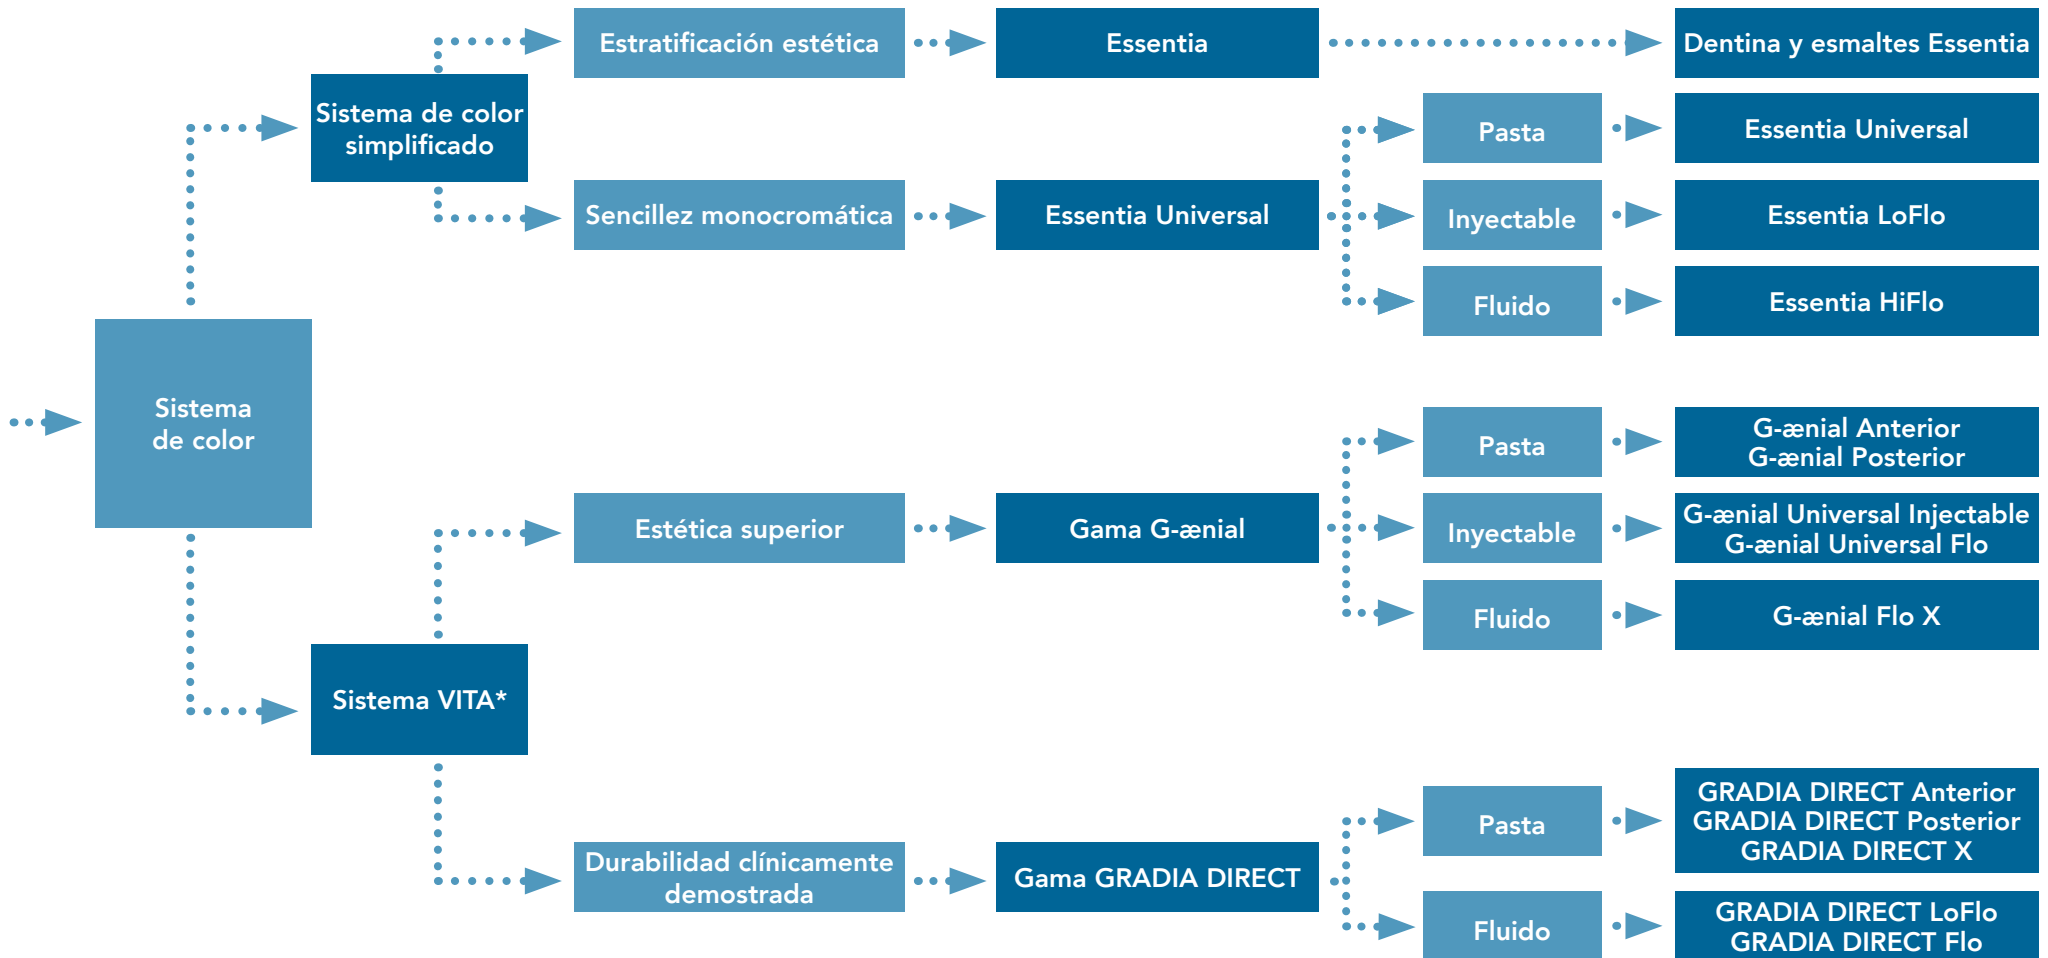 Estratificación estética
Essentia
Dentina y esmaltes Essentia
Sistema de color
simplificado
Pasta
Essentia Universal
Sencillez monocromática
Essentia Universal
Inyectable
Essentia LoFlo
Fluido
Essentia HiFlo
Sistema
de color
Pasta
G-ænial Anterior
G-ænial Posterior
Estética superior
Gama G-ænial
Inyectable
G-ænial Universal Injectable
G-ænial Universal Flo
Fluido
G-ænial Flo X
Sistema VITA*
Pasta
GRADIA DIRECT Anterior
GRADIA DIRECT Posterior
GRADIA DIRECT X
Durabilidad clínicamente
demostrada
Gama GRADIA DIRECT
Fluido
GRADIA DIRECT LoFlo
GRADIA DIRECT Flo